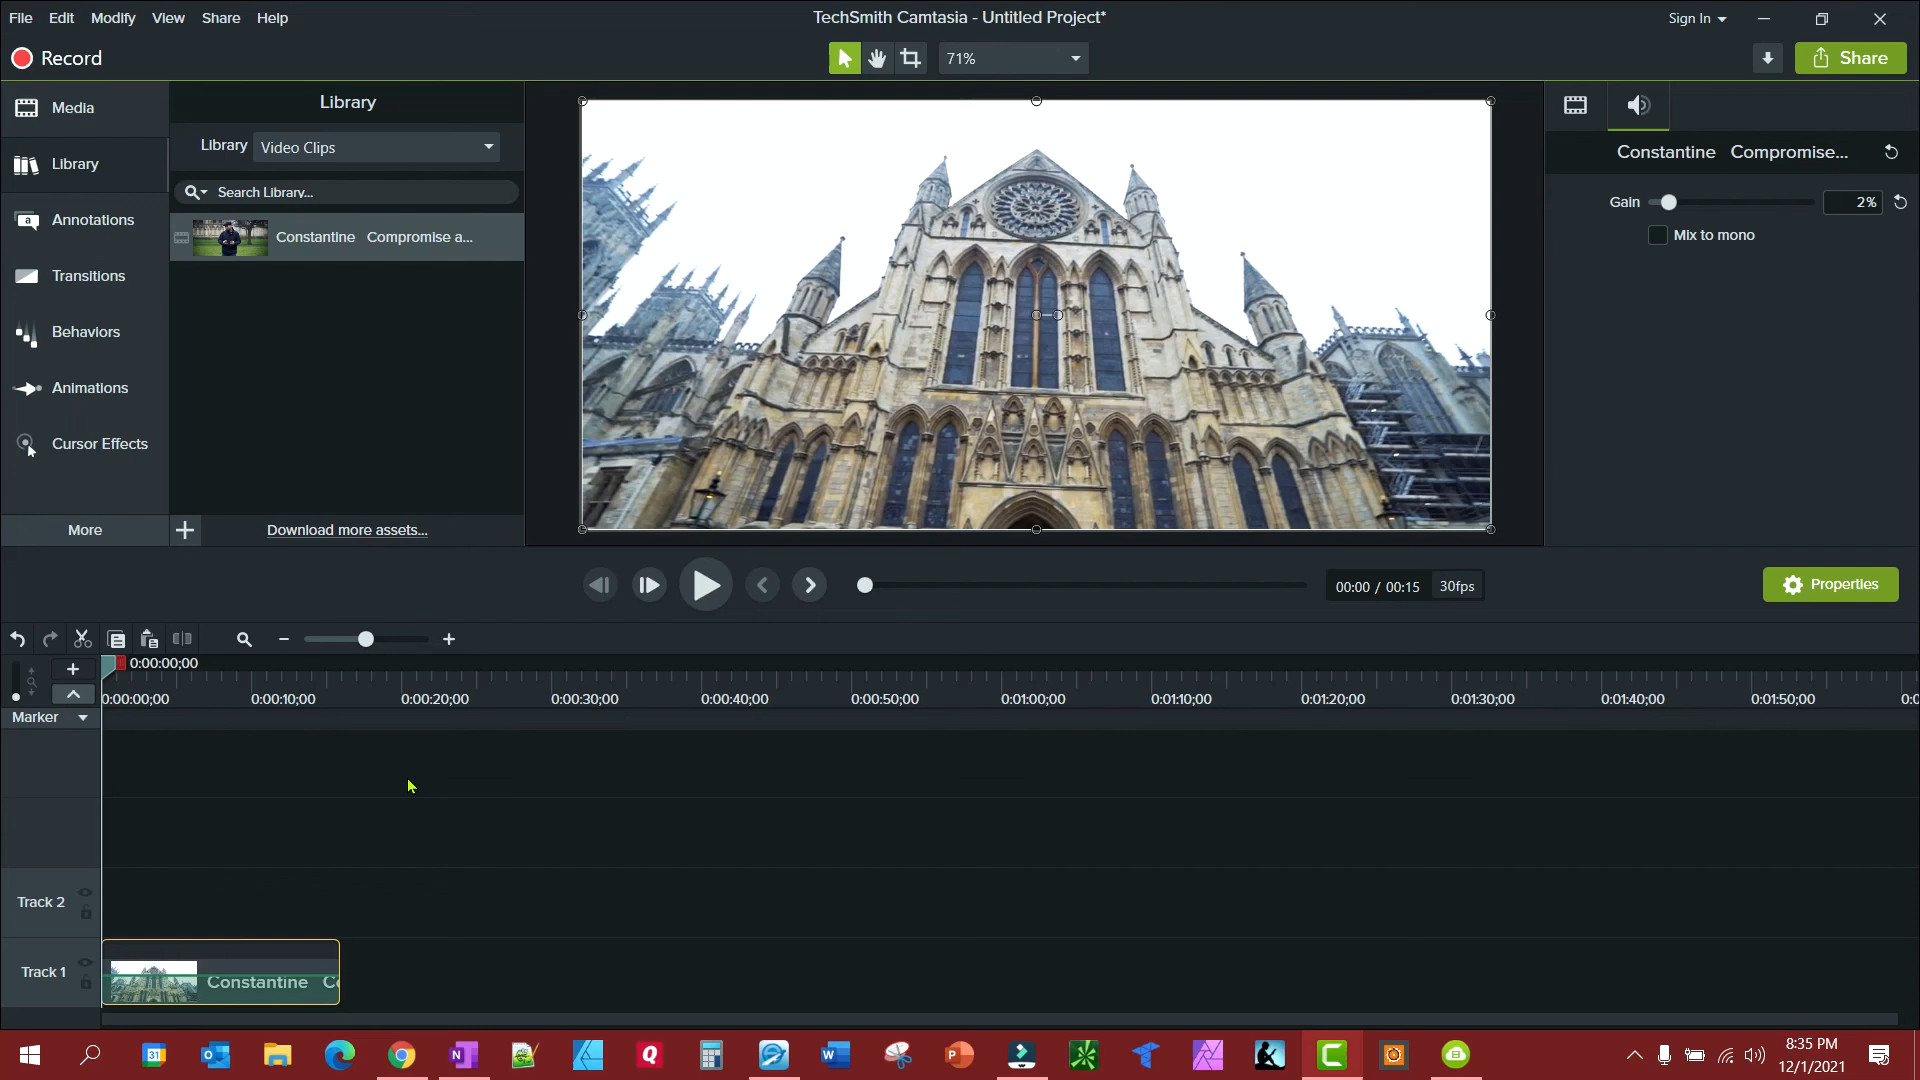 File Edit Modify View Share Help
TechSmith Camtasia - Untitled Project*
Sign In
Record
71%
Share
Media
Library
Annotations
Transitions
Behaviors
Animations
Cursor Effects
More
Library
Library Video Clips
Search Library...
Constantine Compromise a...
Download more assets...
Constantine Compromise...
Gain 2%
Mix to mono
00:00 / 00:15 30fps
Properties
0:00:00;00
0:00:00;00 0:00:10;00 0:00:20;00 0:00:30;00 0:00:40;00 0:00:50;00 0:01:00;00 0:01:10;00 0:01:20;00 0:01:30;00 0:01:40;00 0:01:50;00 0:0
Marker
Track 2
Track 1
Constantine Co
8:35 PM
12/1/2021